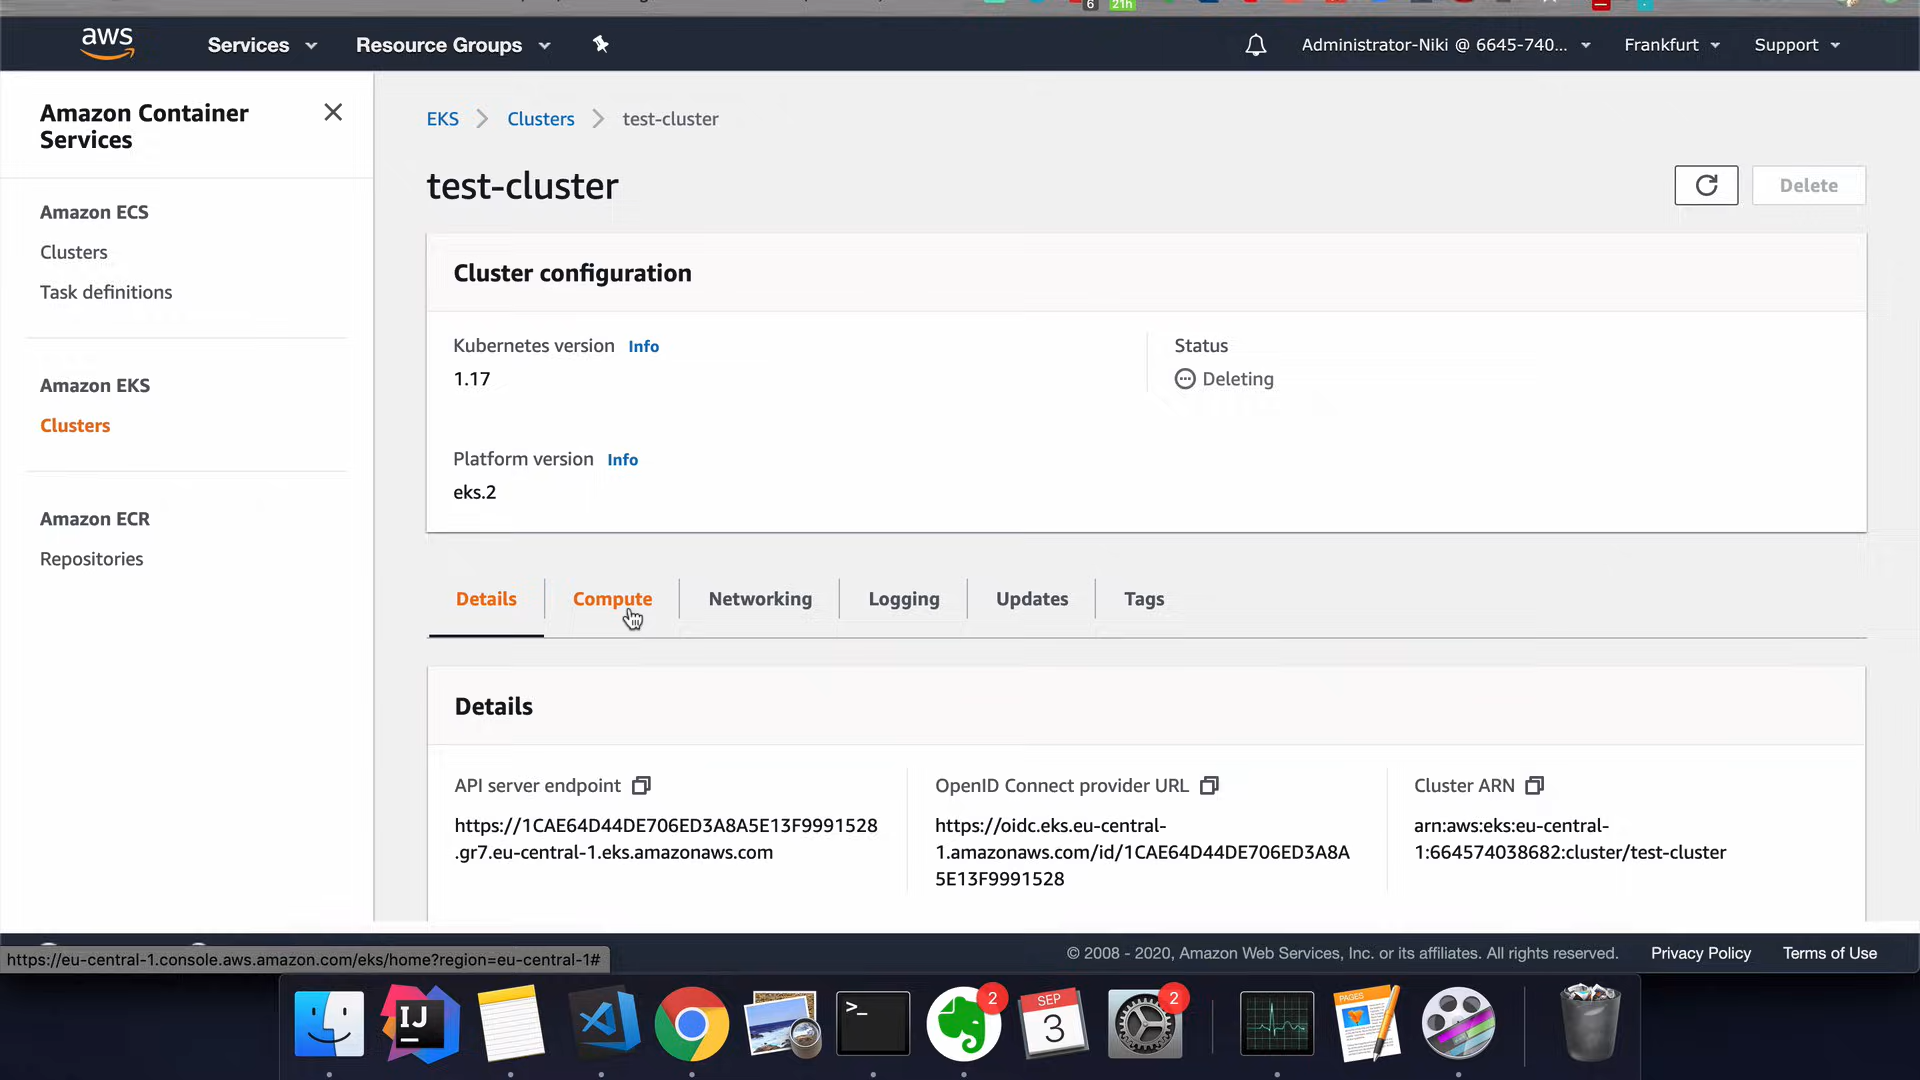 6
21h
aws
Services
Resource Groups
Administrator-Niki @ 6645-740...
Frankfurt
Support
Amazon Container
Services
Amazon ECS
Clusters
Task definitions
Amazon EKS
Clusters
Amazon ECR
Repositories
EKS
Clusters
test-cluster
test-cluster
Delete
Cluster configuration
Kubernetes version Info
1.17
Status
Deleting
Platform version Info
eks.2
Details
Compute
Networking
Logging
Updates
Tags
Details
API server endpoint
https://1CAE64D44DE706ED3A8A5E13F9991528
.gr7.eu-central-1.eks.amazonaws.com
OpenID Connect provider URL
https://oidc.eks.eu-central-
1.amazonaws.com/id/1CAE64D44DE706ED3A8A
5E13F9991528
Cluster ARN
arn:aws:eks:eu-central-
1:664574038682:cluster/test-cluster
https://eu-central-1.console.aws.amazon.com/eks/home?region=eu-central-1#
© 2008 - 2020, Amazon Web Services, Inc. or its affiliates. All rights reserved.
Privacy Policy
Terms of Use
IJ
>_
2
SEP
3
2
PAGES